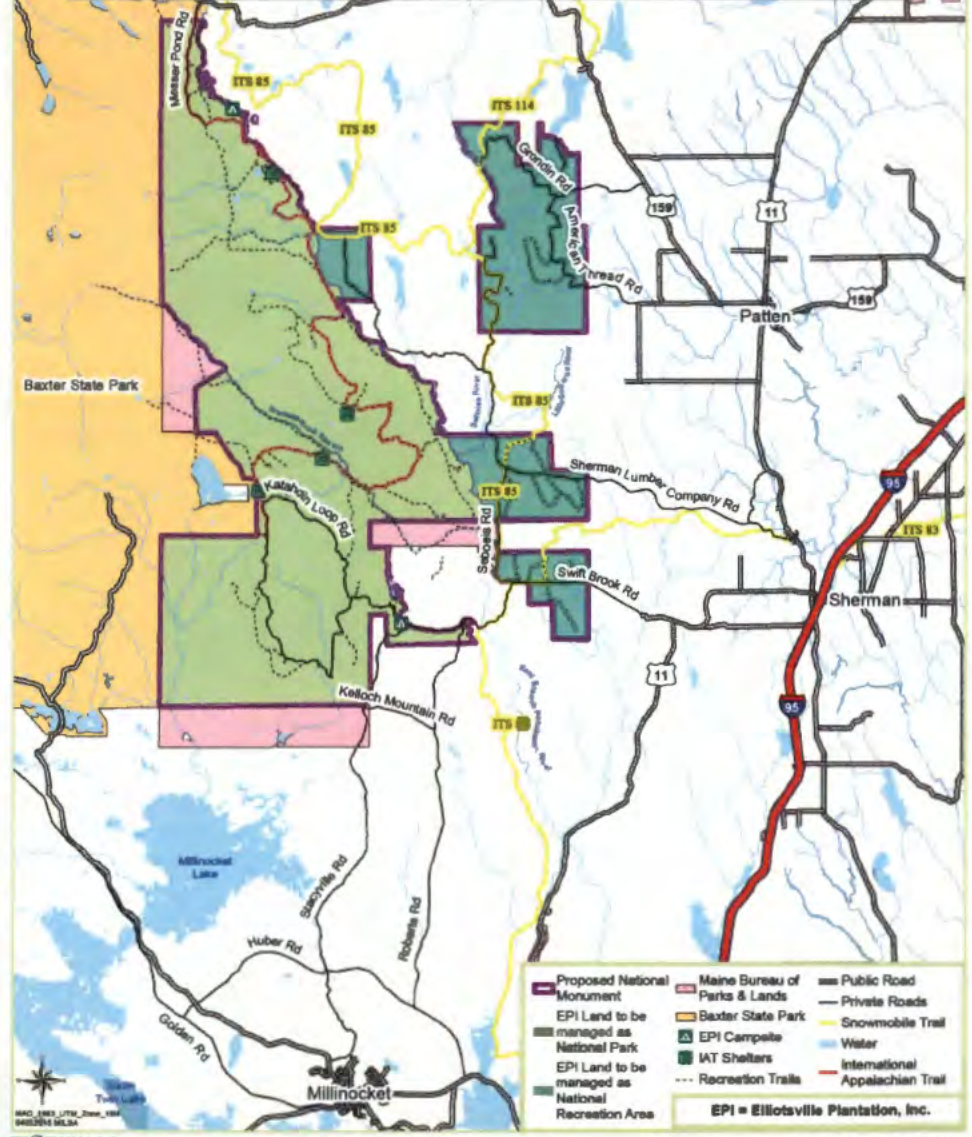 Messer Pond Rd
ITS 85
ITS 85
ITS 114
Grondin Rd
159
11
ITS 85
American Thread Rd
159
Patten
Baxter State Park
Seboeis River
ITS 85
Sherman Lumber Company Rd
95
Katahdin Loop Rd
ITS 85
ITS 83
Seboeis Rd
Swift Brook Rd
Sherman
11
Kelloch Mountain Rd
95
ITS
Millinocket
Lake
Stacyville Rd
Roberts Rd
Huber Rd
Golden Rd
Millinocket
Proposed National
Monument
EPI Land to be
managed as
National Park
EPI Land to be
managed as
National
Recreation Area
Maine Bureau of
Parks & Lands
Baxter State Park
EPI Campsite
IAT Shelters
Recreation Trails
Public Road
Private Roads
Snowmobile Trail
Water
International
Appalachian Trail
EPI = Elliotsville Plantation, Inc.